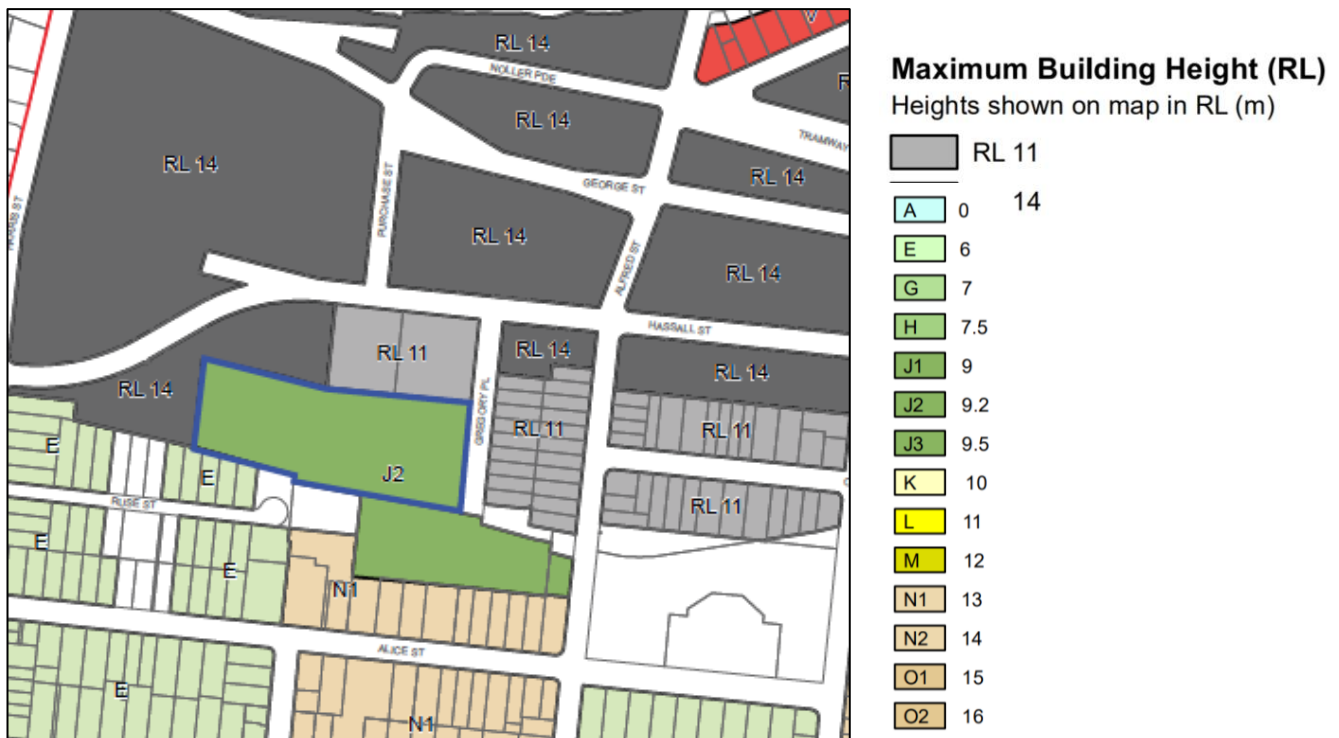 RL 14
V
R
NOLLER PDE
RL 14
TRAMWAY
RL 14
PURCHASE ST
GEORGE ST
RL 14
RL 14
ALFRED ST
RL 14
HASSALL ST
RL 11
RL 14
RL 14
RL 14
GREGORY PL
RL 11
RL 11
E
J2
E
RL 11
RUSE ST
E
E
N1
ALICE ST
E
N1
Maximum Building Height (RL)
Heights shown on map in RL (m)
RL 11
14
A 0
E 6
G 7
H 7.5
J1 9
J2 9.2
J3 9.5
K 10
L 11
M 12
N1 13
N2 14
O1 15
O2 16